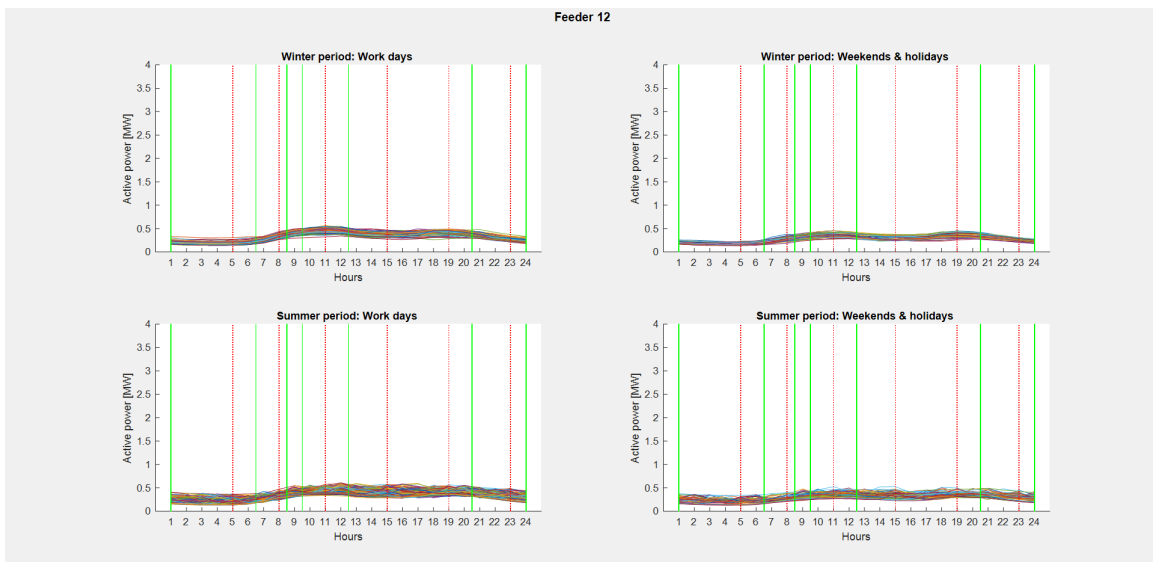 Feeder 12
Winter period: Work days
4
3.5
3
2.5
2
1.5
1
0.5
0
Active power [MW]
1 2 3 4 5 6 7 8 9 10 11 12 13 14 15 16 17 18 19 20 21 22 23 24
Hours
Winter period: Weekends & holidays
4
3.5
3
2.5
2
1.5
1
0.5
0
Active power [MW]
1 2 3 4 5 6 7 8 9 10 11 12 13 14 15 16 17 18 19 20 21 22 23 24
Hours
Summer period: Work days
4
3.5
3
2.5
2
1.5
1
0.5
0
Active power [MW]
1 2 3 4 5 6 7 8 9 10 11 12 13 14 15 16 17 18 19 20 21 22 23 24
Hours
Summer period: Weekends & holidays
4
3.5
3
2.5
2
1.5
1
0.5
0
Active power [MW]
1 2 3 4 5 6 7 8 9 10 11 12 13 14 15 16 17 18 19 20 21 22 23 24
Hours